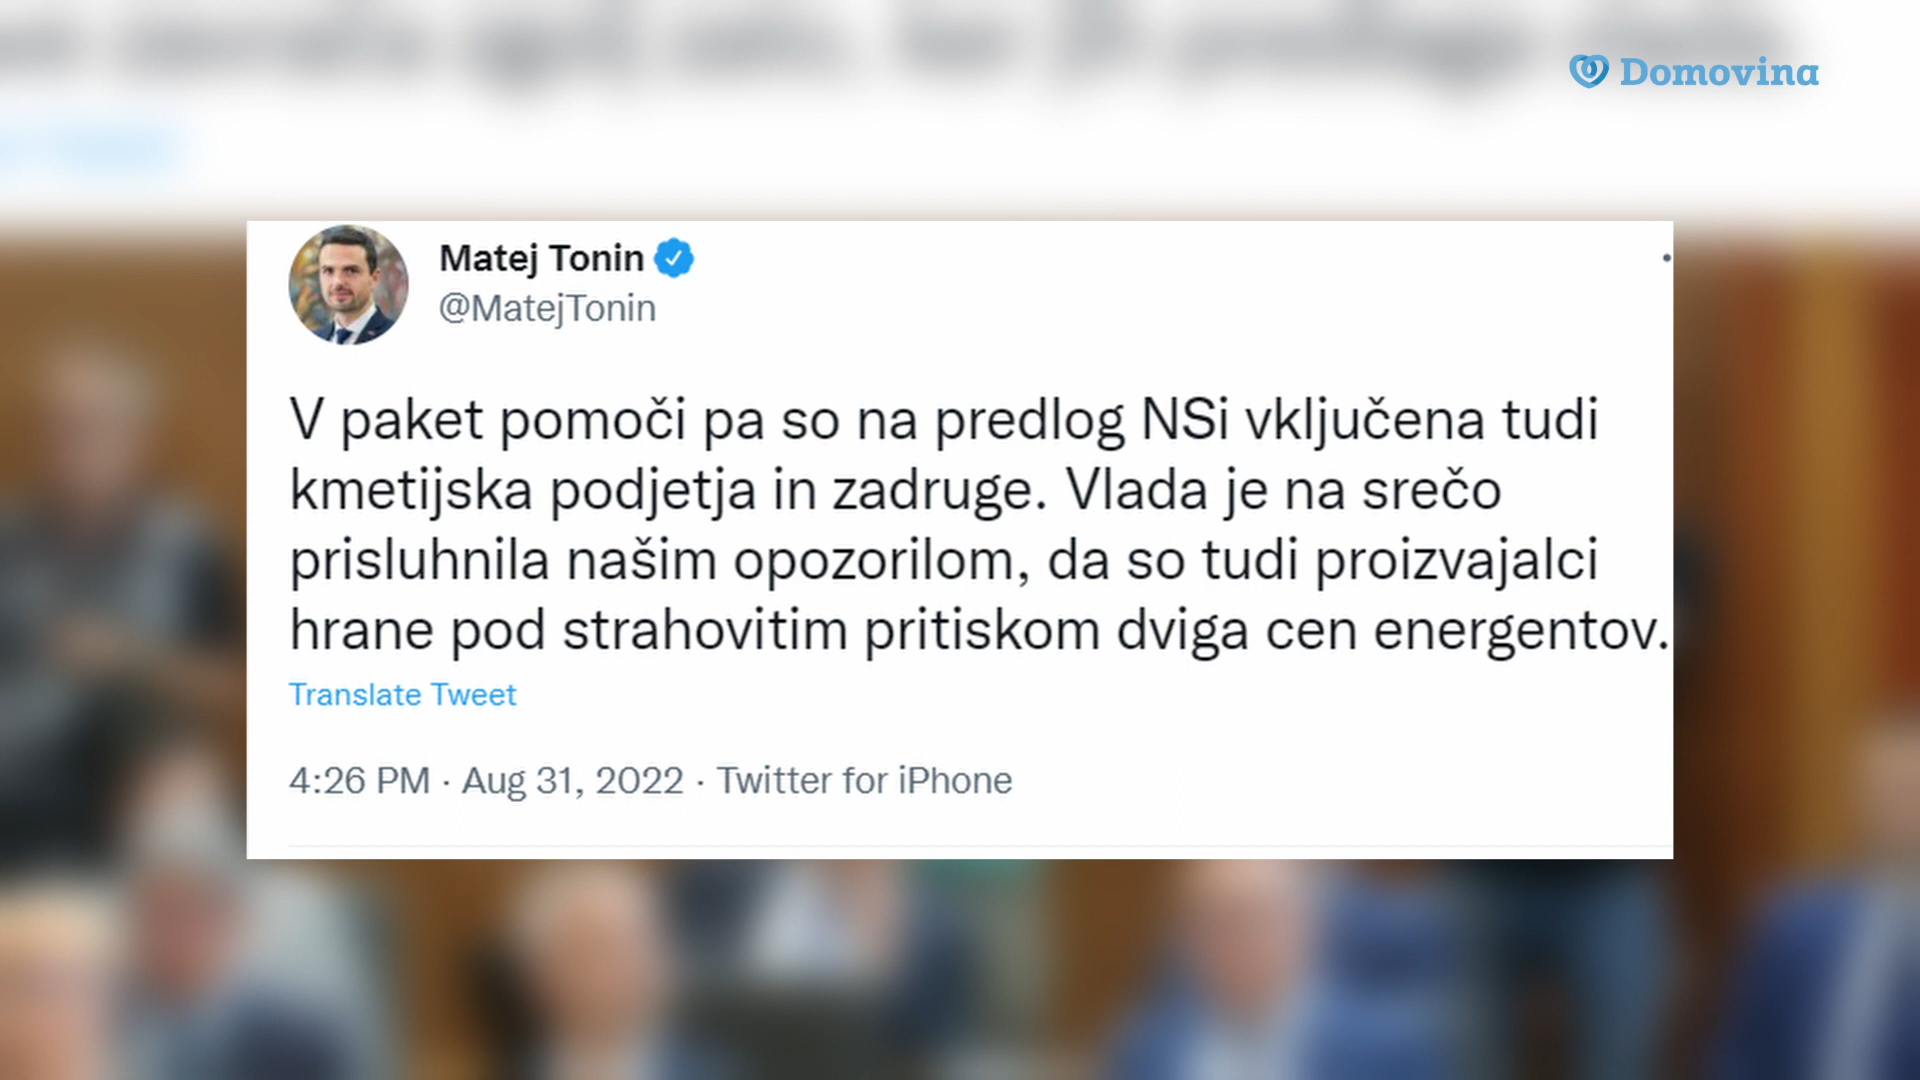 Domovina
Matej Tonin
@MatejTonin
V paket pomoči pa so na predlog NSi vključena tudi
kmetijska podjetja in zadruge. Vlada je na srečo
prisluhnila našim opozorilom, da so tudi proizvajalci
hrane pod strahovitim pritiskom dviga cen energentov.
Translate Tweet
4:26 PM · Aug 31, 2022 · Twitter for iPhone